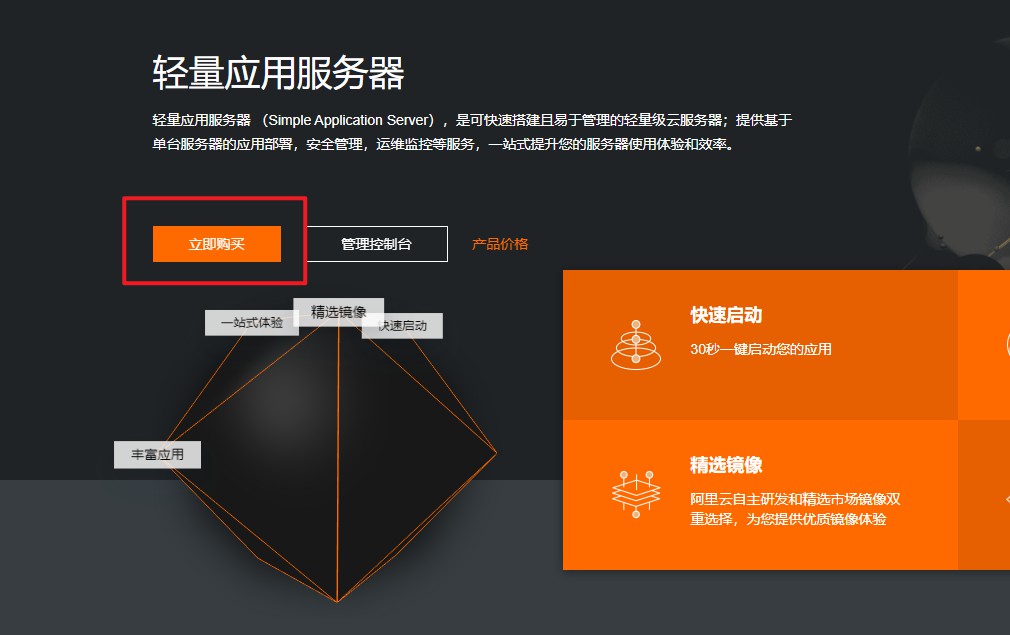 轻量应用服务器
轻量应用服务器 （Simple Application Server），是可快速搭建且易于管理的轻量级云服务器；提供基于
单台服务器的应用部署，安全管理，运维监控等服务，一站式提升您的服务器使用体验和效率。
立即购买
管理控制台
产品价格
精选镜像
一站式体验
快速启动
丰富应用
快速启动
30秒一键启动您的应用
精选镜像
阿里云自主研发和精选市场镜像双
重选择，为您提供优质镜像体验